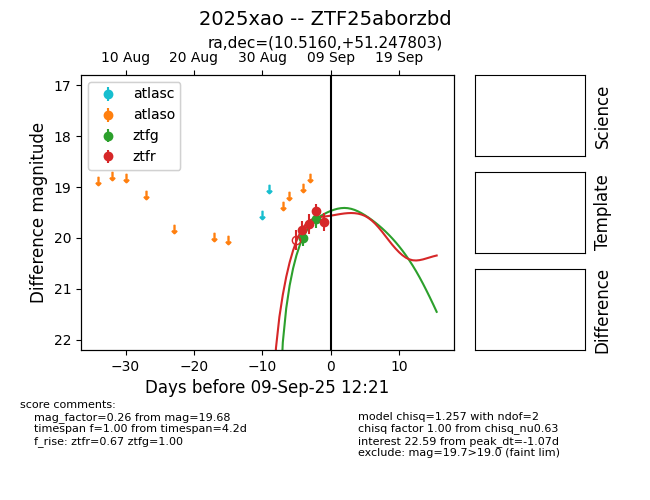 2025xao -- ZTF25aborzbd
ra,dec=(10.5160,+51.247803)
10 Aug 20 Aug 30 Aug 09 Sep 19 Sep
atlasc
atlaso
ztfg
ztfr
17
18
19
20
21
22
Difference magnitude
−30 −20 −10 0 10
Days before 09-Sep-25 12:21
Science
Template
Difference
score comments:
mag_factor=0.26 from mag=19.68
timespan f=1.00 from timespan=4.2d
f_rise: ztfr=0.67 ztfg=1.00
model chisq=1.257 with ndof=2
chisq factor 1.00 from chisq_nu0.63
interest 22.59 from peak_dt=-1.07d
exclude: mag=19.7>19.0 (faint lim)